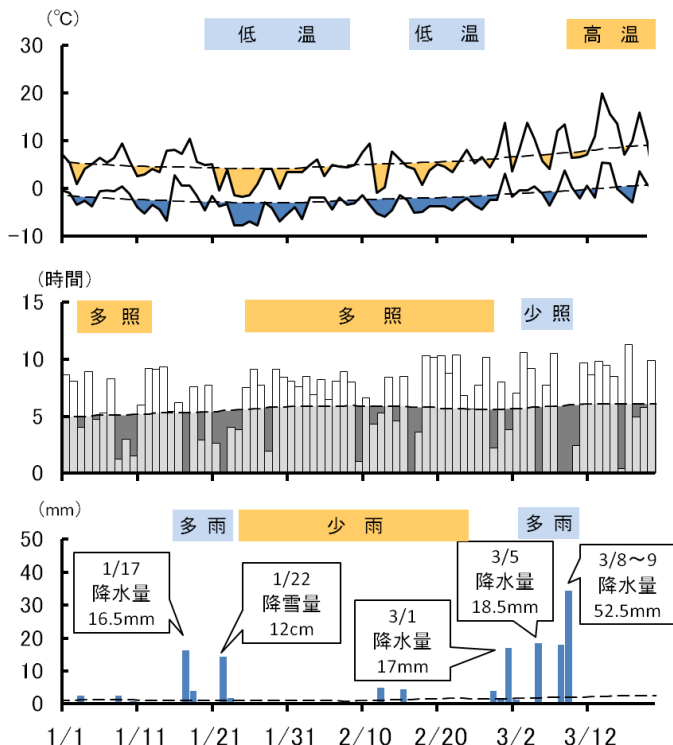 (℃)
低 温
低 温
高 温
30
20
10
0
-10
(時間)
15
多 照
多 照
少 照
10
5
0
(mm)
多 雨
少 雨
多 雨
50
40
30
20
10
0
1/17
降水量
16.5mm
1/22
降雪量
12cm
3/1
降水量
17mm
3/5
降水量
18.5mm
3/8～9
降水量
52.5mm
1/1 1/11 1/21 1/31 2/10 2/20 3/2 3/12